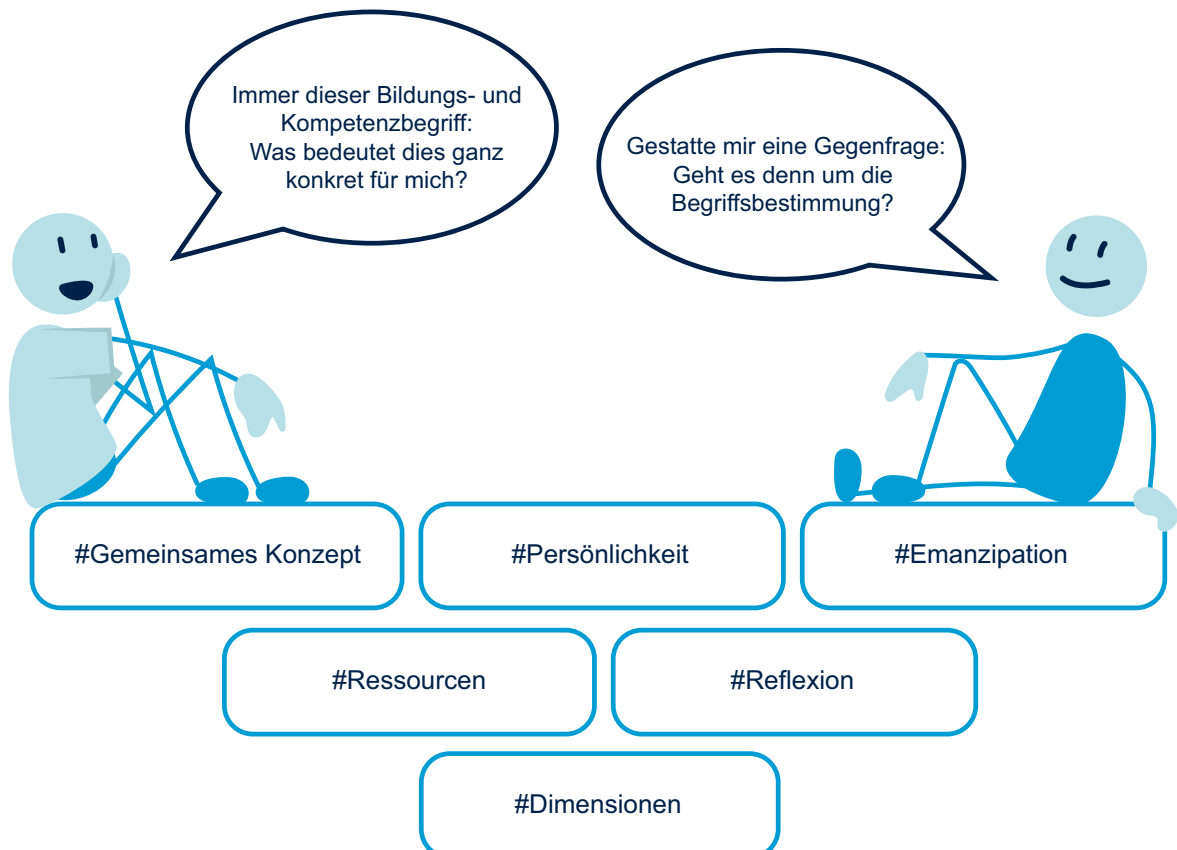 Immer dieser Bildungs- und
Kompetenzbegriff:
Was bedeutet dies ganz
konkret für mich?
Gestatte mir eine Gegenfrage:
Geht es denn um die
Begriffsbestimmung?
#Gemeinsames Konzept
#Persönlichkeit
#Emanzipation
#Ressourcen
#Reflexion
#Dimensionen